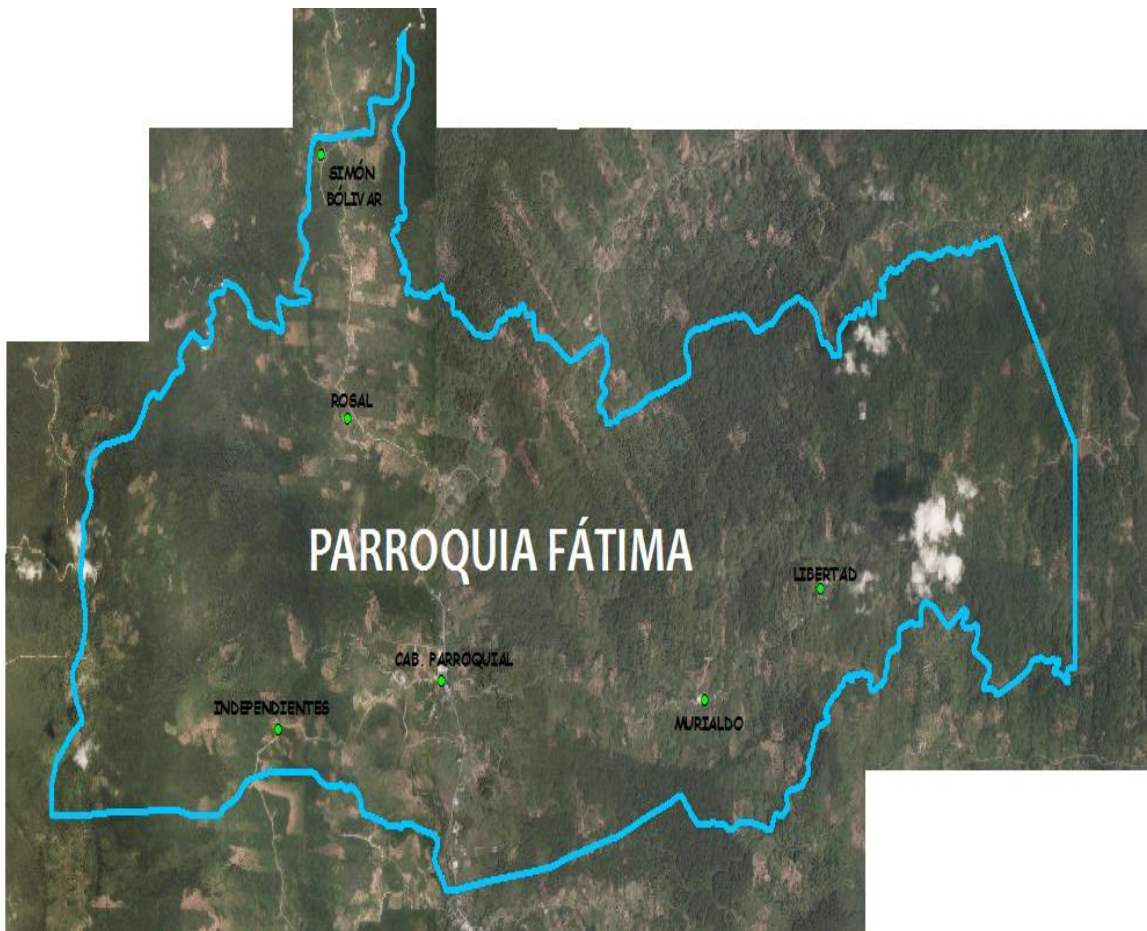 SIMÓN
BÓLIVAR
ROSAL
PARROQUIA FÁTIMA
LIBERTAD
CAB. PARROQUIAL
INDEPENDIENTES
MURIALDO